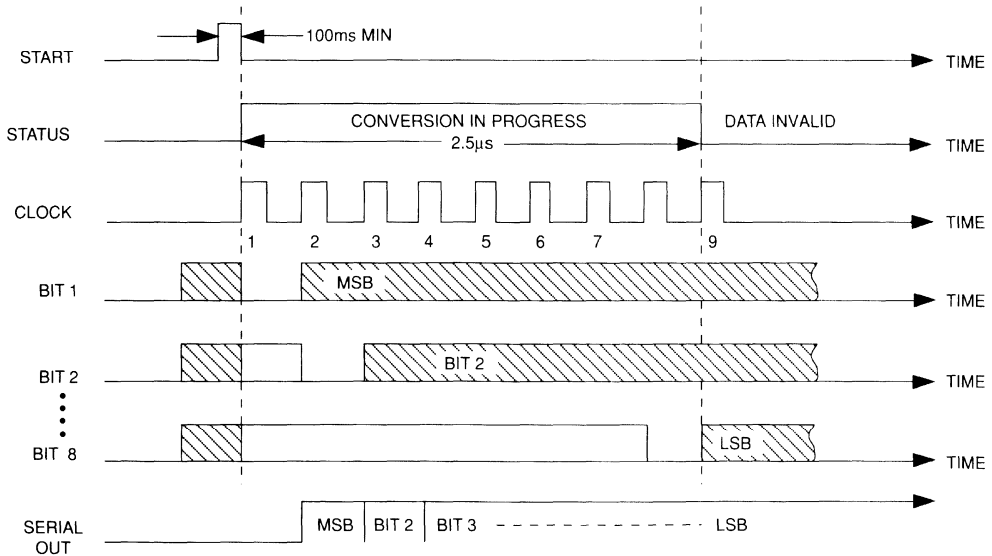 100ms MIN
START TIME
STATUS CONVERSION IN PROGRESS DATA INVALID
2.5µs TIME
CLOCK TIME
1 2 3 4 5 6 7 9
BIT 1 MSB TIME
BIT 2 BIT 2 TIME
BIT 8 LSB TIME
SERIAL OUT MSB BIT 2 BIT 3 LSB